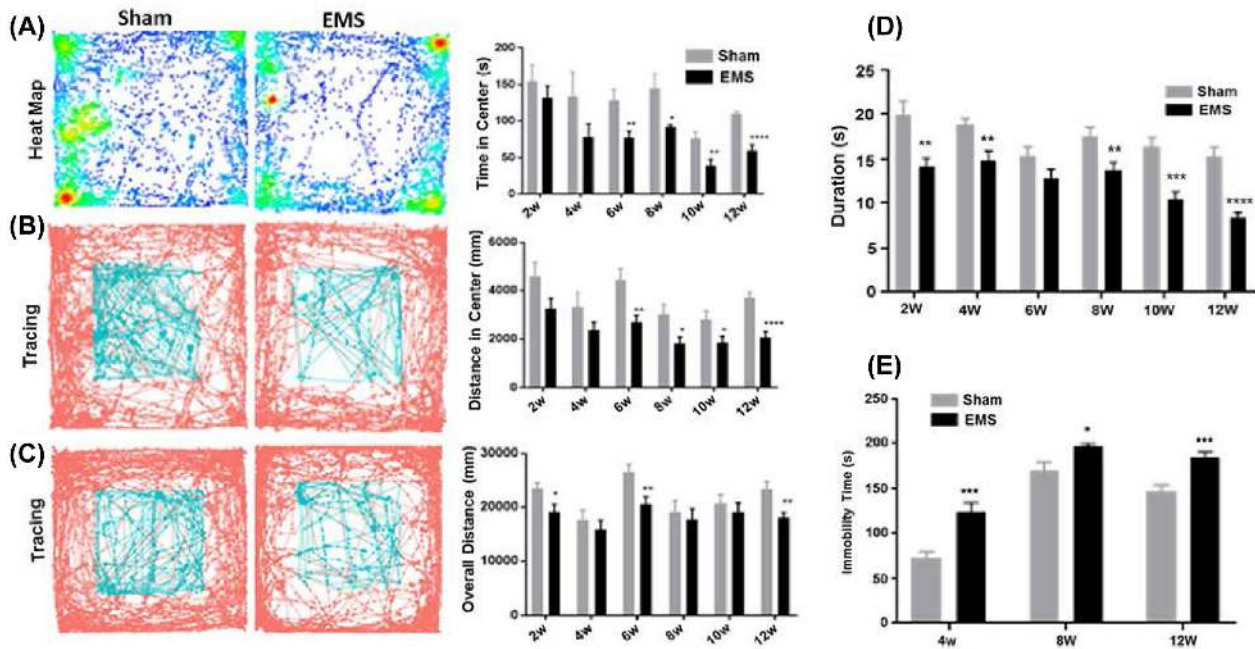 Sham EMS
(A)
Heat Map
Time in Center (s)
200
150
100
50
0
Sham
EMS
** * ** ****
2w 4w 6w 8w 10w 12w
(B)
Tracing
Distance in Center (mm)
6000
4000
2000
0
** * * ****
2w 4w 6w 8w 10w 12w
(C)
Tracing
Overall Distance (mm)
30000
20000
10000
0
* ** **
2w 4w 6w 8w 10w 12w
(D)
Duration (s)
25
20
15
10
5
0
Sham
EMS
** ** ** *** ****
2W 4W 6W 8W 10W 12W
(E)
Immobility Time (s)
250
200
150
100
50
0
Sham
EMS
*** * ***
4w 8W 12W